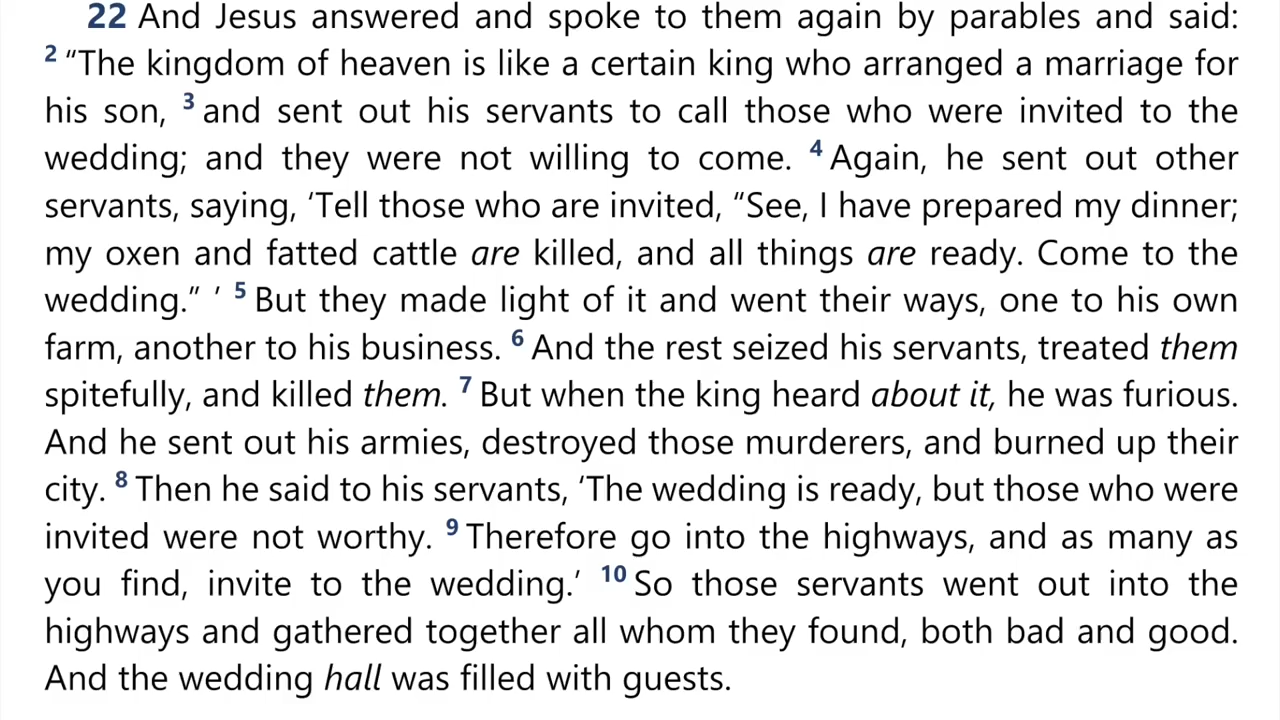 22 And Jesus answered and spoke to them again by parables and said:
2 “The kingdom of heaven is like a certain king who arranged a marriage for
his son, 3 and sent out his servants to call those who were invited to the
wedding; and they were not willing to come. 4 Again, he sent out other
servants, saying, ‘Tell those who are invited, “See, I have prepared my dinner;
my oxen and fatted cattle are killed, and all things are ready. Come to the
wedding.” ’ 5 But they made light of it and went their ways, one to his own
farm, another to his business. 6 And the rest seized his servants, treated them
spitefully, and killed them. 7 But when the king heard about it, he was furious.
And he sent out his armies, destroyed those murderers, and burned up their
city. 8 Then he said to his servants, ‘The wedding is ready, but those who were
invited were not worthy. 9 Therefore go into the highways, and as many as
you find, invite to the wedding.’ 10 So those servants went out into the
highways and gathered together all whom they found, both bad and good.
And the wedding hall was filled with guests.